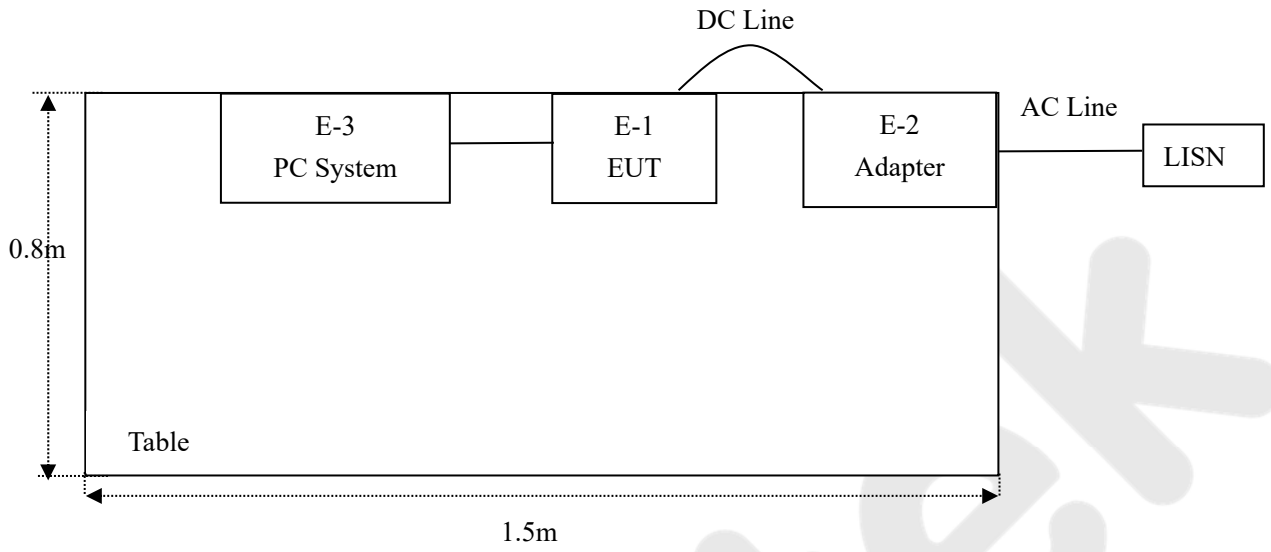 DC Line
E-3
PC System
E-1
EUT
E-2
Adapter
AC Line
LISN
0.8m
Table
1.5m